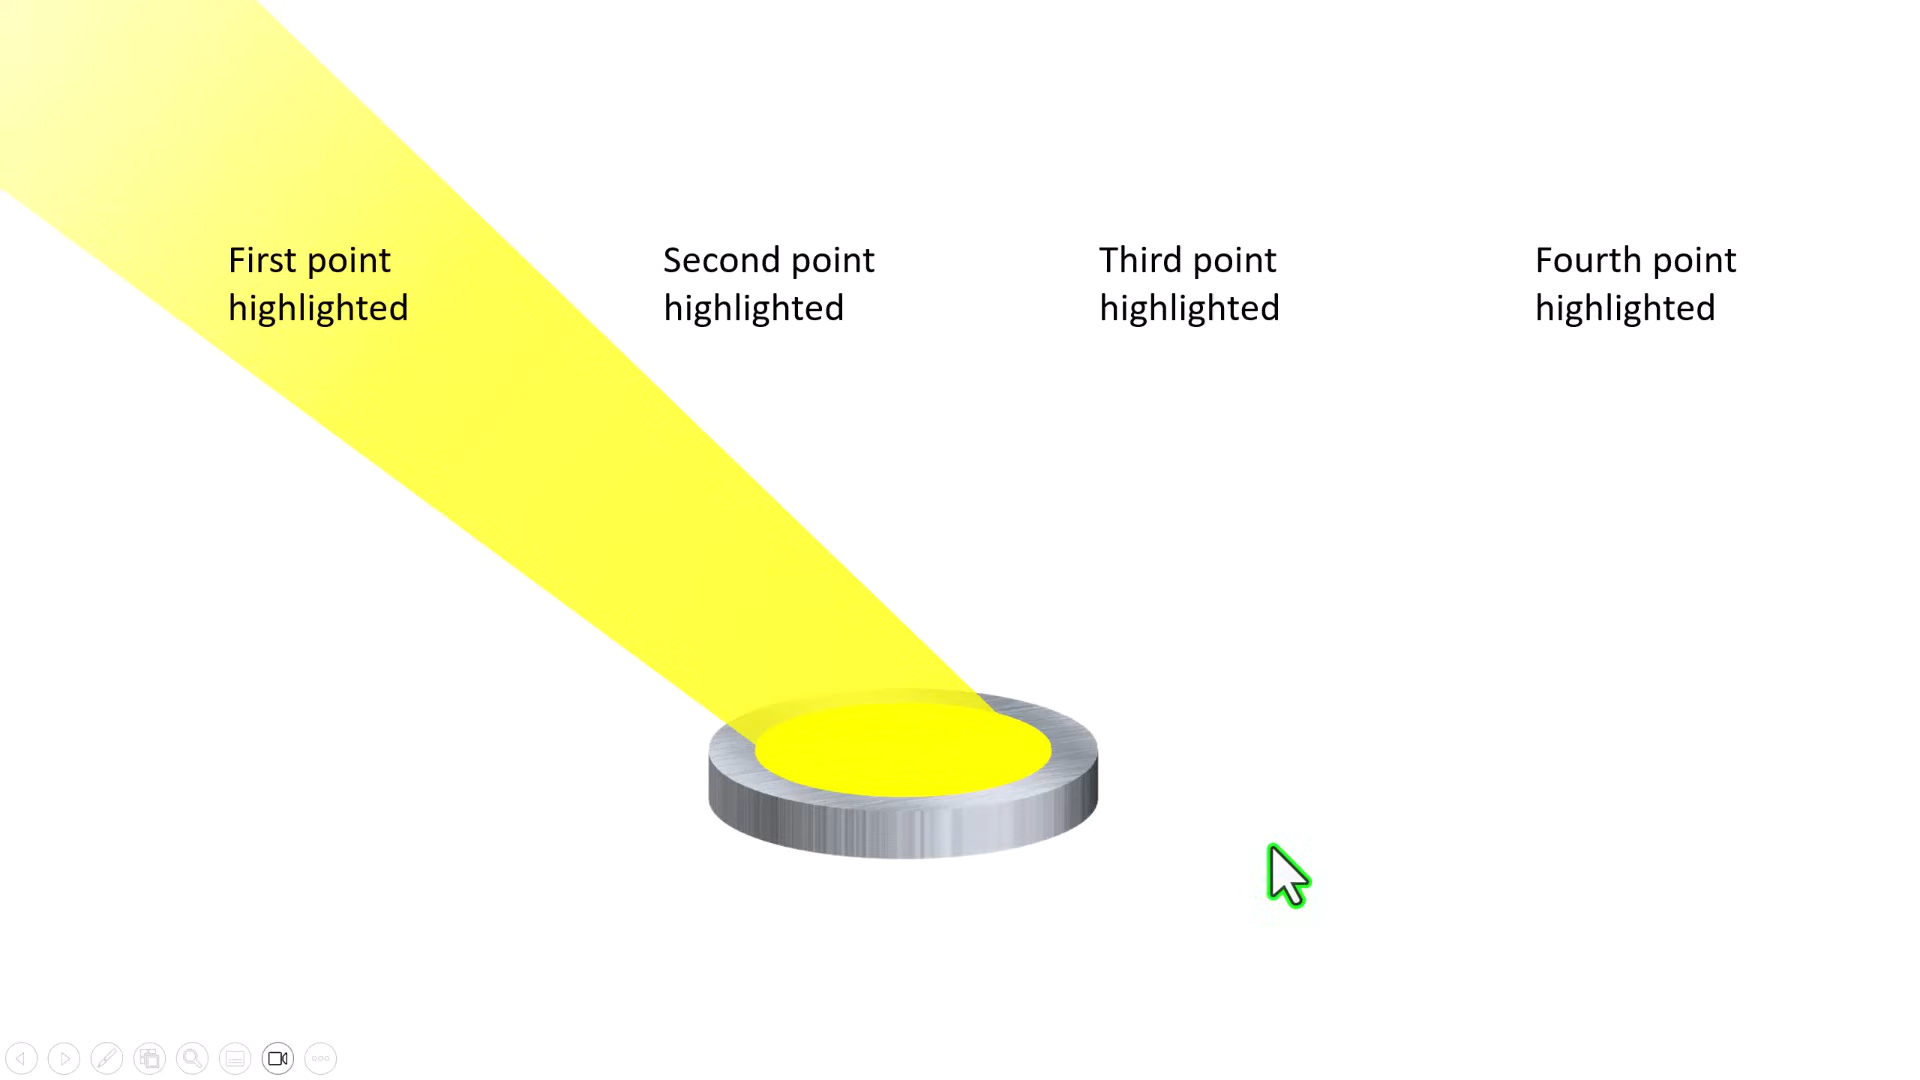 First point
highlighted
Second point
highlighted
Third point
highlighted
Fourth point
highlighted